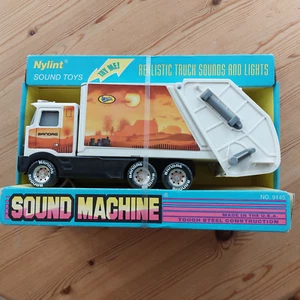 Nylint
SOUND TOYS
TRY ME!
REALISTIC TRUCK SOUNDS AND LIGHTS
SOUND MACHINE
NO. 9145
MADE IN THE U.S.A.
TOUGH STEEL CONSTRUCTION